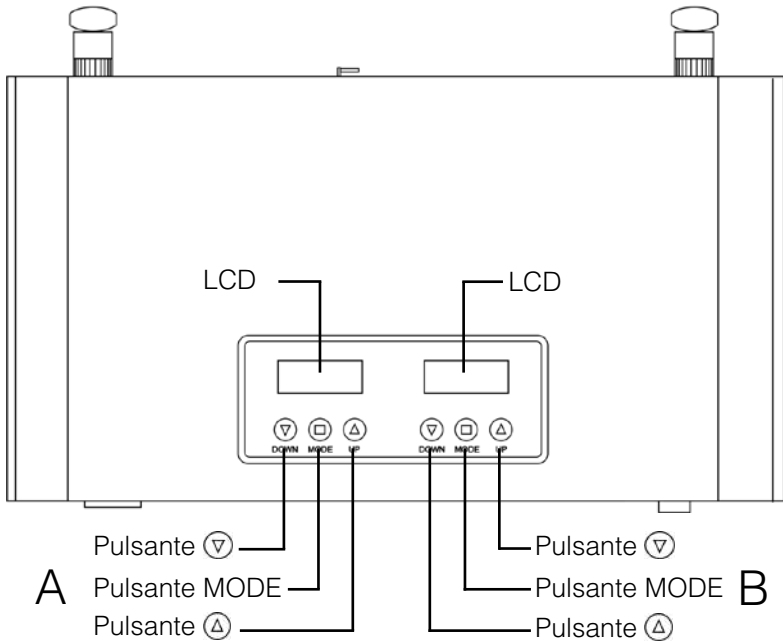 LCD
LCD
DOWN MODE UP
DOWN MODE UP
Pulsante
Pulsante
A Pulsante MODE
Pulsante MODE B
Pulsante
Pulsante